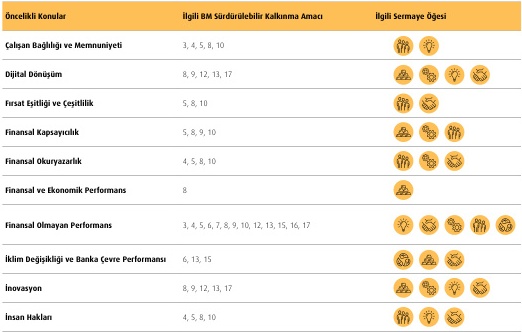 Öncelikli Konular İlgili BM Sürdürülebilir Kalkınma Amacı İlgili Sermaye Öğesi
Çalışan Bağlılığı ve Memnuniyeti 3, 4, 5, 8, 10
Dijital Dönüşüm 8, 9, 12, 13, 17
Fırsat Eşitliği ve Çeşitlilik 5, 8, 10
Finansal Kapsayıcılık 5, 8, 9, 10
Finansal Okuryazarlık 4, 5, 8, 10
Finansal ve Ekonomik Performans 8
Finansal Olmayan Performans 3, 4, 5, 6, 7, 8, 9, 10, 12, 13, 15, 16, 17
İklim Değişikliği ve Banka Çevre Performansı 6, 13, 15
İnovasyon 8, 9, 12, 13, 17
İnsan Hakları 4, 5, 8, 10